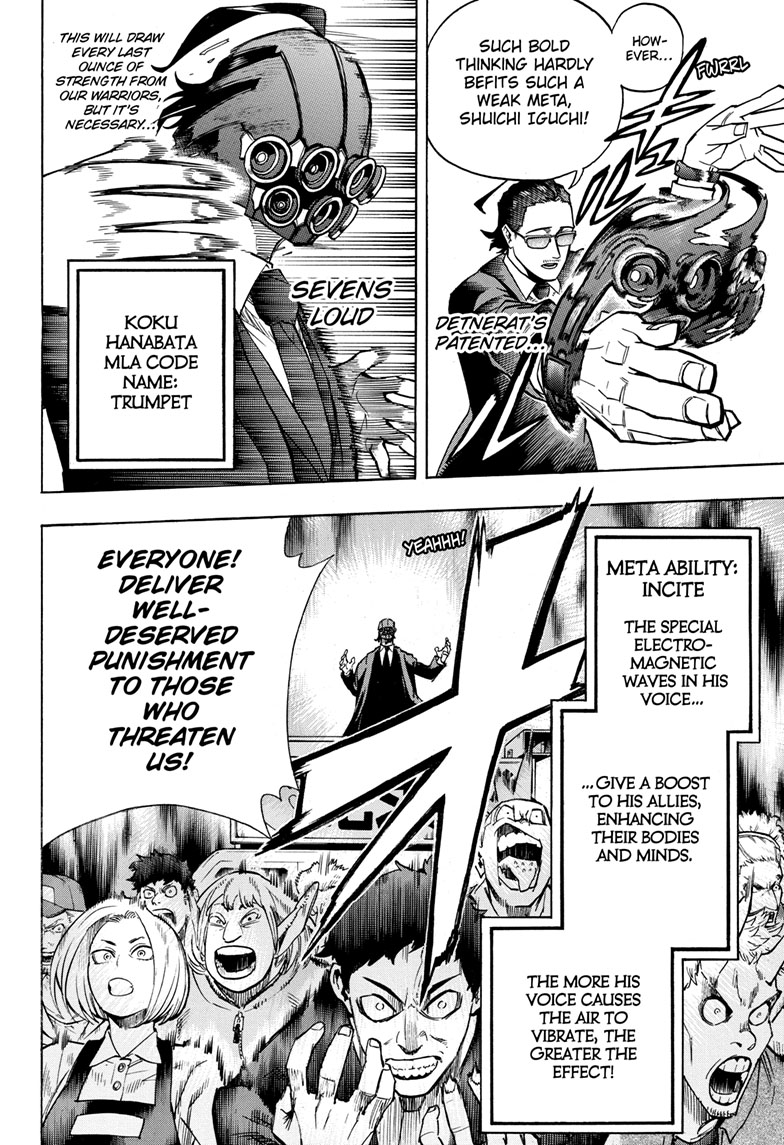 HOW-
EVER...
FWRRL
SUCH BOLD
THINKING HARDLY
BEFITS SUCH A
WEAK META,
SHUICHI IGUCHI!
DETNERAT'S
PATENTED...
THIS WILL DRAW
EVERY LAST
OUNCE OF
STRENGTH FROM
OUR WARRIORS,
BUT IT'S
NECESSARY...
SEVENS
LOUD
KOKU
HANABATA
MLA CODE
NAME:
TRUMPET
META ABILITY:
INCITE
THE SPECIAL
ELECTRO-
MAGNETIC
WAVES IN HIS
VOICE...
...GIVE A BOOST
TO HIS ALLIES,
ENHANCING
THEIR BODIES
AND MINDS.
THE MORE HIS
VOICE CAUSES
THE AIR TO
VIBRATE, THE
GREATER THE
EFFECT!
YEAHHH!
EVERYONE!
DELIVER
WELL-
DESERVED
PUNISHMENT
TO THOSE
WHO
THREATEN
US!